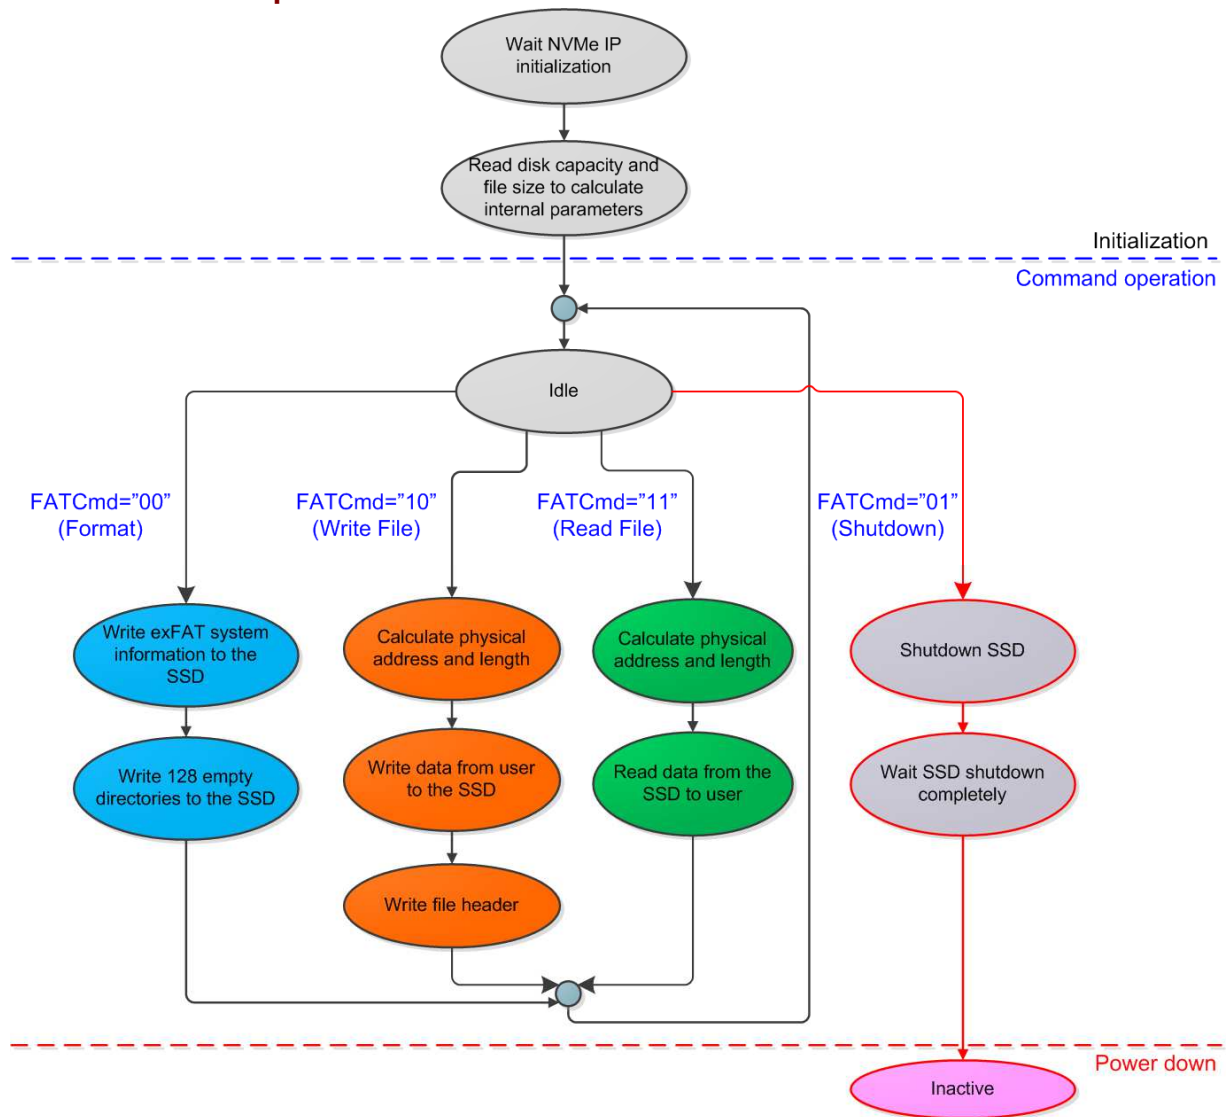 Wait NVMe IP
initialization
Read disk capacity and
file size to calculate
internal parameters
Initialization
Command operation
Idle
FATCmd="00"
(Format)
FATCmd="10"
(Write File)
FATCmd="11"
(Read File)
FATCmd="01"
(Shutdown)
Write exFAT system
information to the
SSD
Calculate physical
address and length
Calculate physical
address and length
Shutdown SSD
Write 128 empty
directories to the SSD
Write data from user
to the SSD
Read data from the
SSD to user
Wait SSD shutdown
completely
Write file header
Power down
Inactive